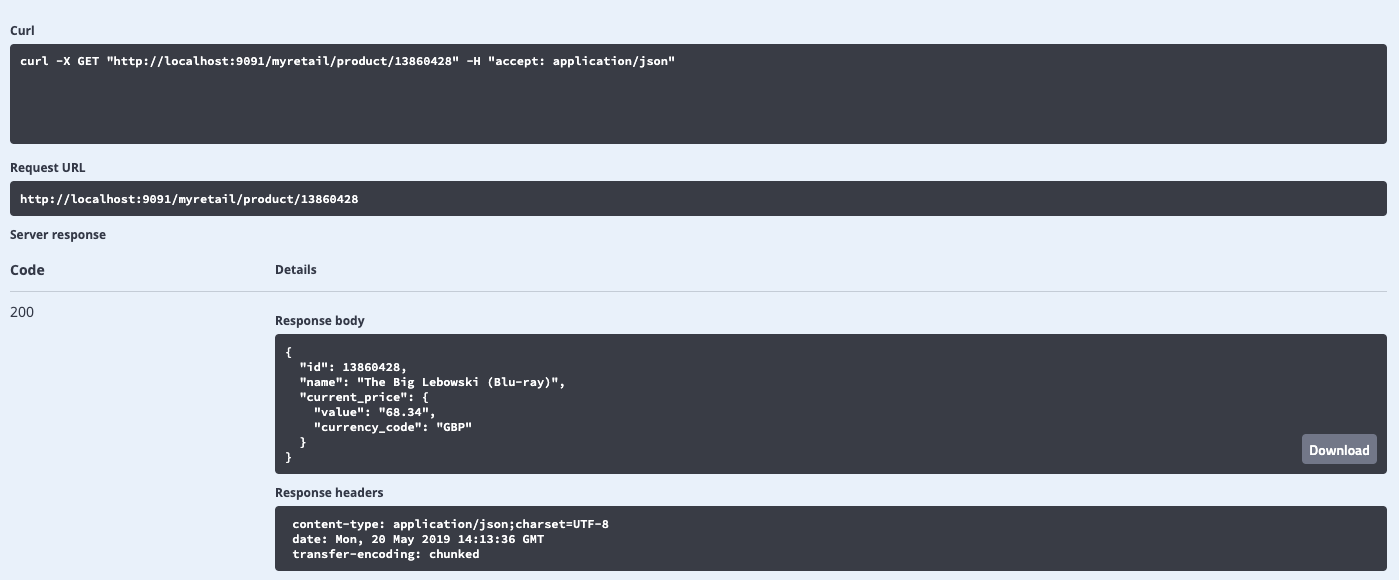 Curl
curl -X GET "http://localhost:9091/myretail/product/13860428" -H "accept: application/json"
Request URL
http://localhost:9091/myretail/product/13860428
Server response
Code Details
200
Response body
{
  "id": 13860428,
  "name": "The Big Lebowski (Blu-ray)",
  "current_price": {
    "value": "68.34",
    "currency_code": "GBP"
  }
}
Download
Response headers
content-type: application/json;charset=UTF-8
date: Mon, 20 May 2019 14:13:36 GMT
transfer-encoding: chunked